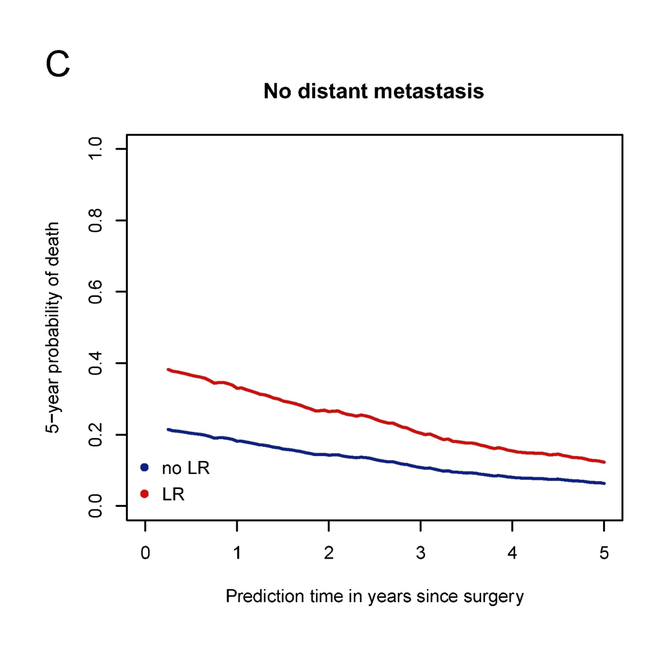 C
No distant metastasis
5−year probability of death
1.0
0.8
0.6
0.4
0.2
0.0
no LR
LR
0 1 2 3 4 5
Prediction time in years since surgery